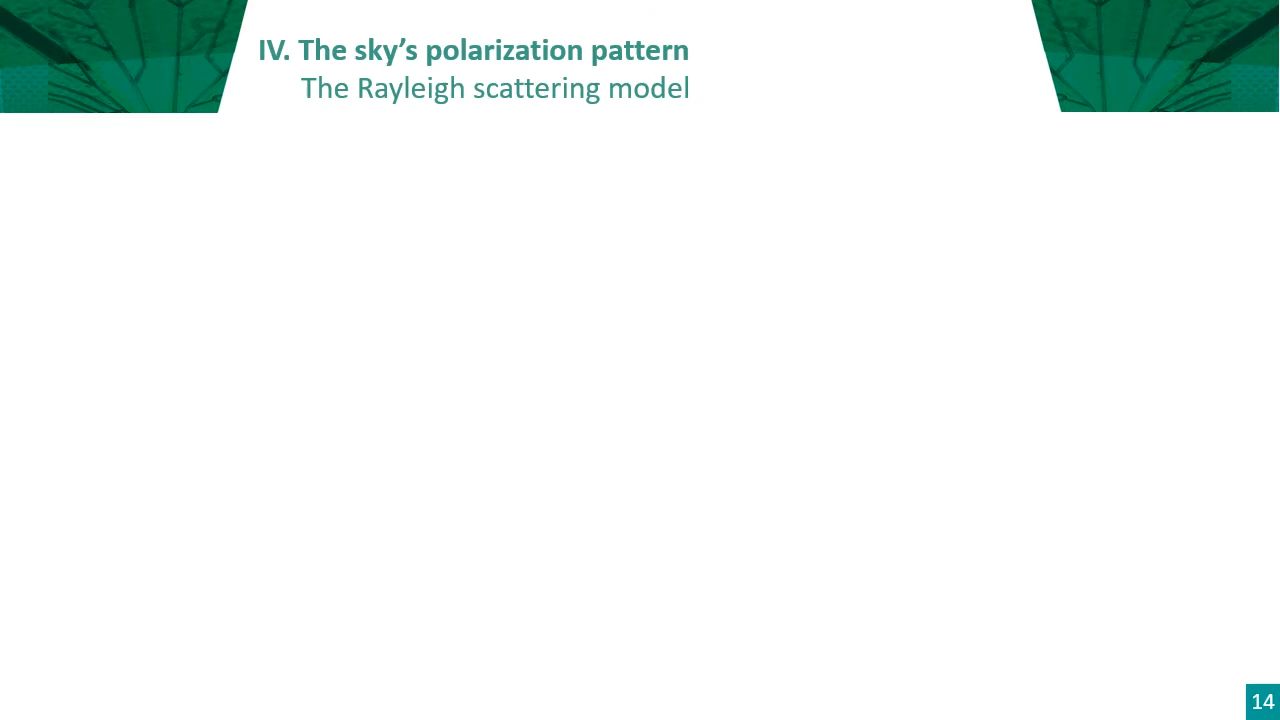 IV. The sky’s polarization pattern
The Rayleigh scattering model
14